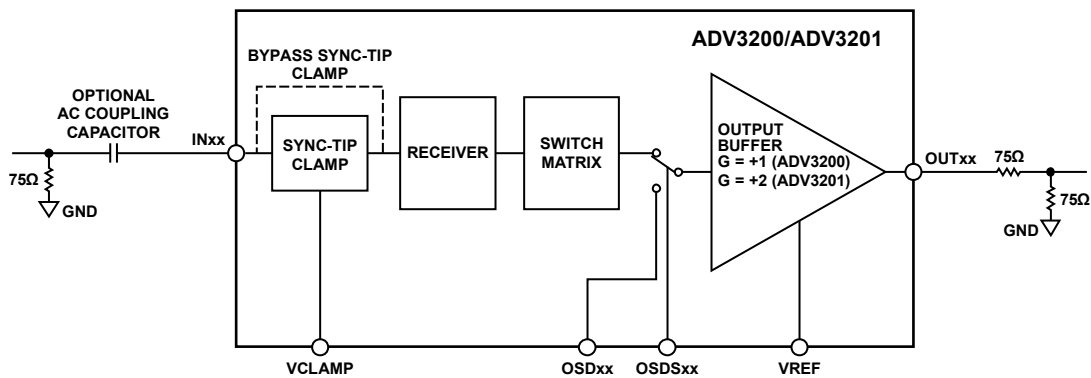 ADV3200/ADV3201
BYPASS SYNC-TIP
CLAMP
OPTIONAL
AC COUPLING
CAPACITOR
INxx
75Ω
GND
SYNC-TIP
CLAMP
RECEIVER
SWITCH
MATRIX
OUTPUT
BUFFER
G = +1 (ADV3200)
G = +2 (ADV3201)
OUTxx
75Ω
75Ω
GND
VCLAMP
OSDxx
OSDSxx
VREF